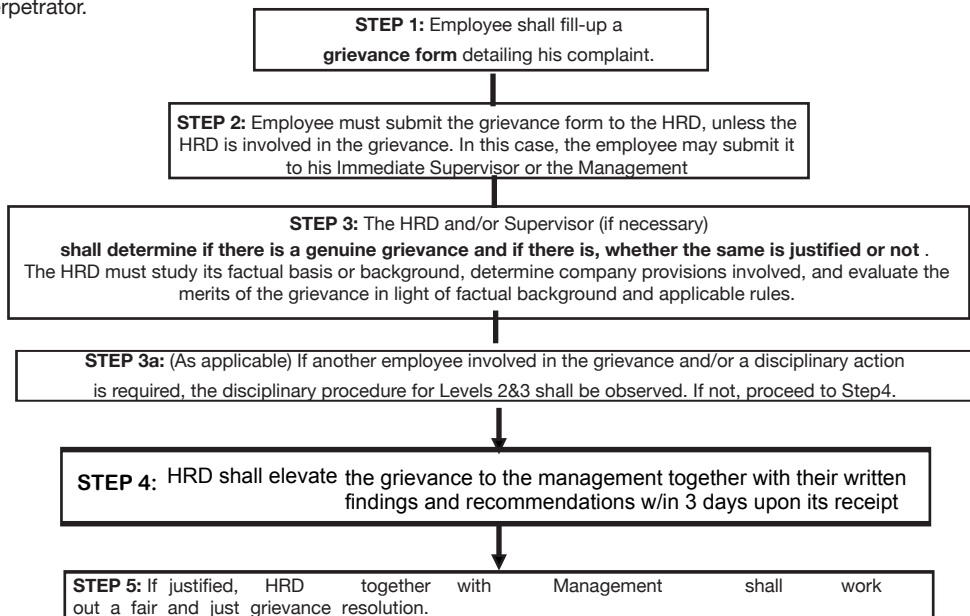 erpetrator.
STEP 1: Employee shall fill-up a
grievance form detailing his complaint.
STEP 2: Employee must submit the grievance form to the HRD, unless the
HRD is involved in the grievance. In this case, the employee may submit it
to his Immediate Supervisor or the Management
STEP 3: The HRD and/or Supervisor (if necessary)
shall determine if there is a genuine grievance and if there is, whether the same is justified or not .
The HRD must study its factual basis or background, determine company provisions involved, and evaluate the
merits of the grievance in light of factual background and applicable rules.
STEP 3a: (As applicable) If another employee involved in the grievance and/or a disciplinary action
is required, the disciplinary procedure for Levels 2&3 shall be observed. If not, proceed to Step4.
STEP 4: HRD shall elevate the grievance to the management together with their written
findings and recommendations w/in 3 days upon its receipt
STEP 5: If justified, HRD together with Management shall work
out a fair and just grievance resolution.